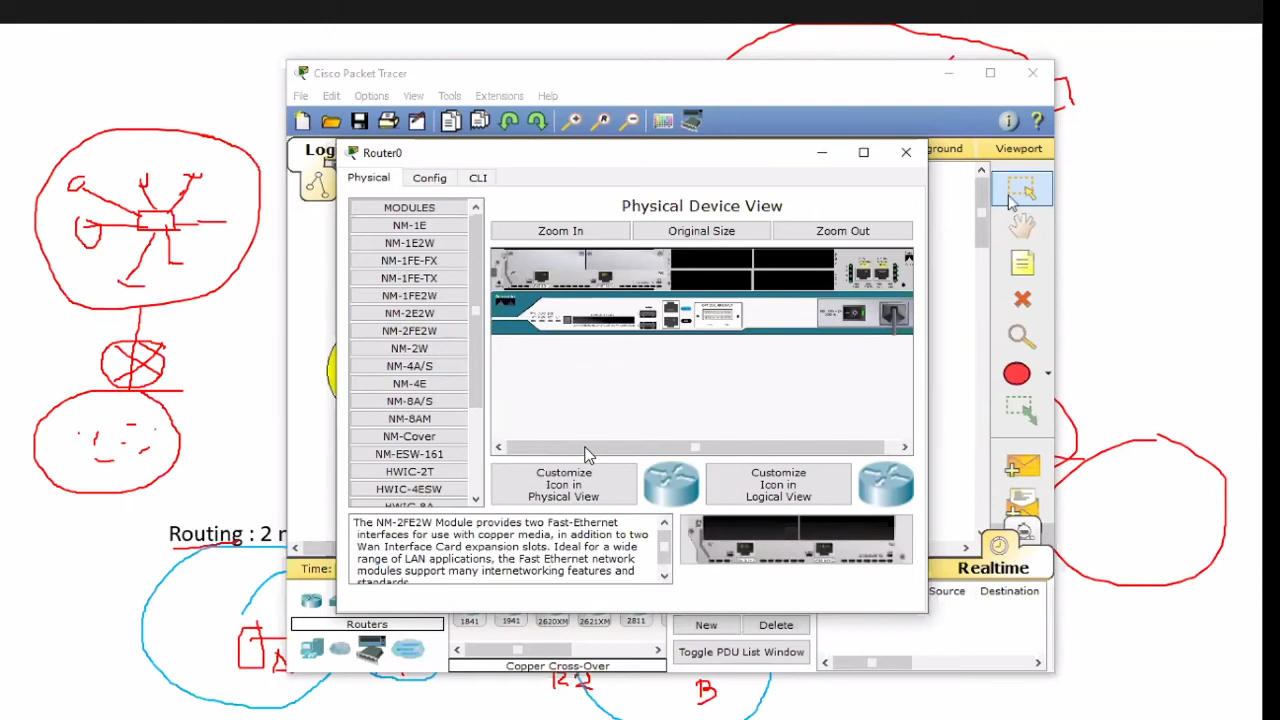 Cisco Packet Tracer
File Edit Options View Tools Extensions Help
Log
ground Viewport
Router0
Physical Config CLI
MODULES
NM-1E
NM-1E2W
NM-1FE-FX
NM-1FE-TX
NM-1FE2W
NM-2E2W
NM-2FE2W
NM-2W
NM-4A/S
NM-4E
NM-8A/S
NM-8AM
NM-Cover
NM-ESW-161
HWIC-2T
HWIC-4ESW
HWIC-8A
Physical Device View
Zoom In Original Size Zoom Out
Customize
Icon in
Physical View
Customize
Icon in
Logical View
The NM-2FE2W Module provides two Fast-Ethernet
interfaces for use with copper media, in addition to two
Wan Interface Card expansion slots. Ideal for a wide
range of LAN applications, the Fast Ethernet network
modules support many internetworking features and
standards.
Routing : 2
Time:
Realtime
Source Destination
Routers
1841 1941 2620XM 2621XM 2811
Copper Cross-Over
New Delete
Toggle PDU List Window
R2
B